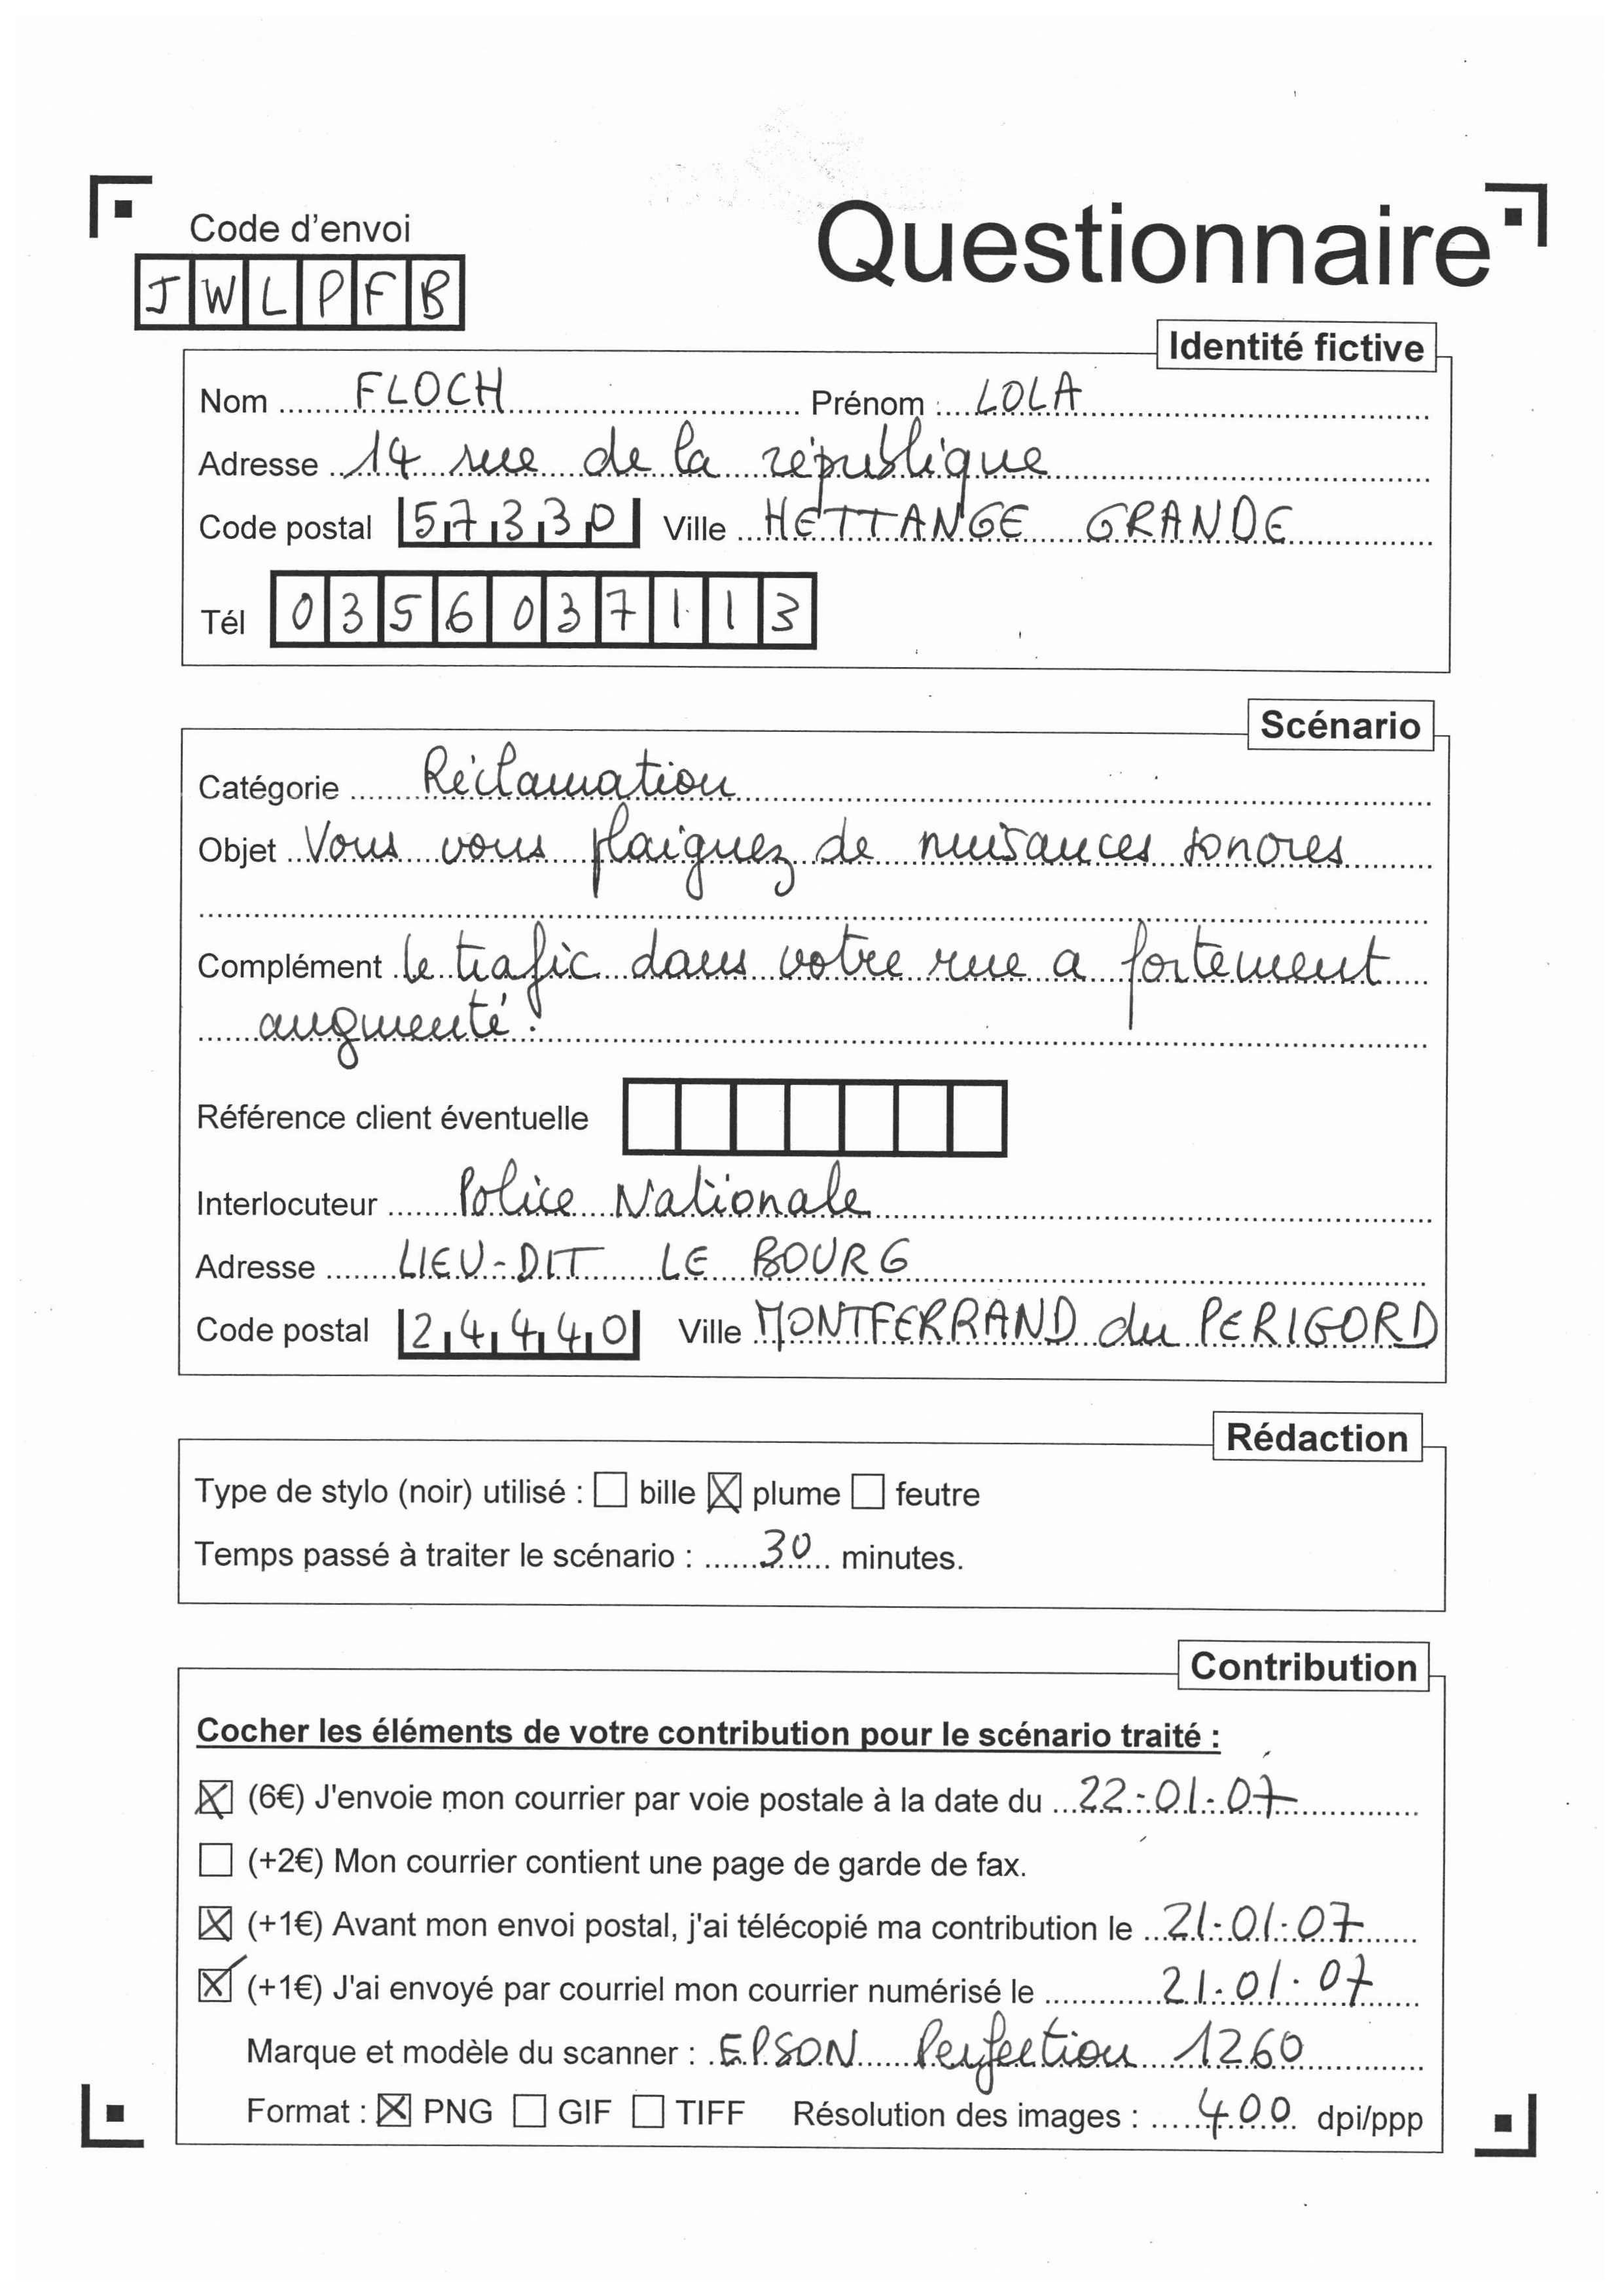 Code d'envoi
Questionnaire
J W L P F B
Identité fictive
Nom FLOCH Prénom : LOLA
Adresse 14 rue de la république
Code postal 57330 Ville HETTANGE GRANDE
Tél 0356037113
Scénario
Catégorie Réclamation
Objet Vous vous plaignez de nuisances sonores
Complément le trafic dans votre rue a fortement
augmenté.
Référence client éventuelle
Interlocuteur Police Nationale
Adresse LIEU-DIT LE BOURG
Code postal 24440 Ville MONTFERRAND du PERIGORD
Rédaction
Type de stylo (noir) utilisé : ☐ bille ☒ plume ☐ feutre
Temps passé à traiter le scénario : 30 minutes.
Contribution
Cocher les éléments de votre contribution pour le scénario traité :
☒ (6€) J'envoie mon courrier par voie postale à la date du 22-01-07
☐ (+2€) Mon courrier contient une page de garde de fax.
☒ (+1€) Avant mon envoi postal, j'ai télécopié ma contribution le 21-01-07
☒ (+1€) J'ai envoyé par courriel mon courrier numérisé le 21-01-07
Marque et modèle du scanner : EPSON Perfection 1260
Format : ☒ PNG ☐ GIF ☐ TIFF Résolution des images : 400 dpi/ppp